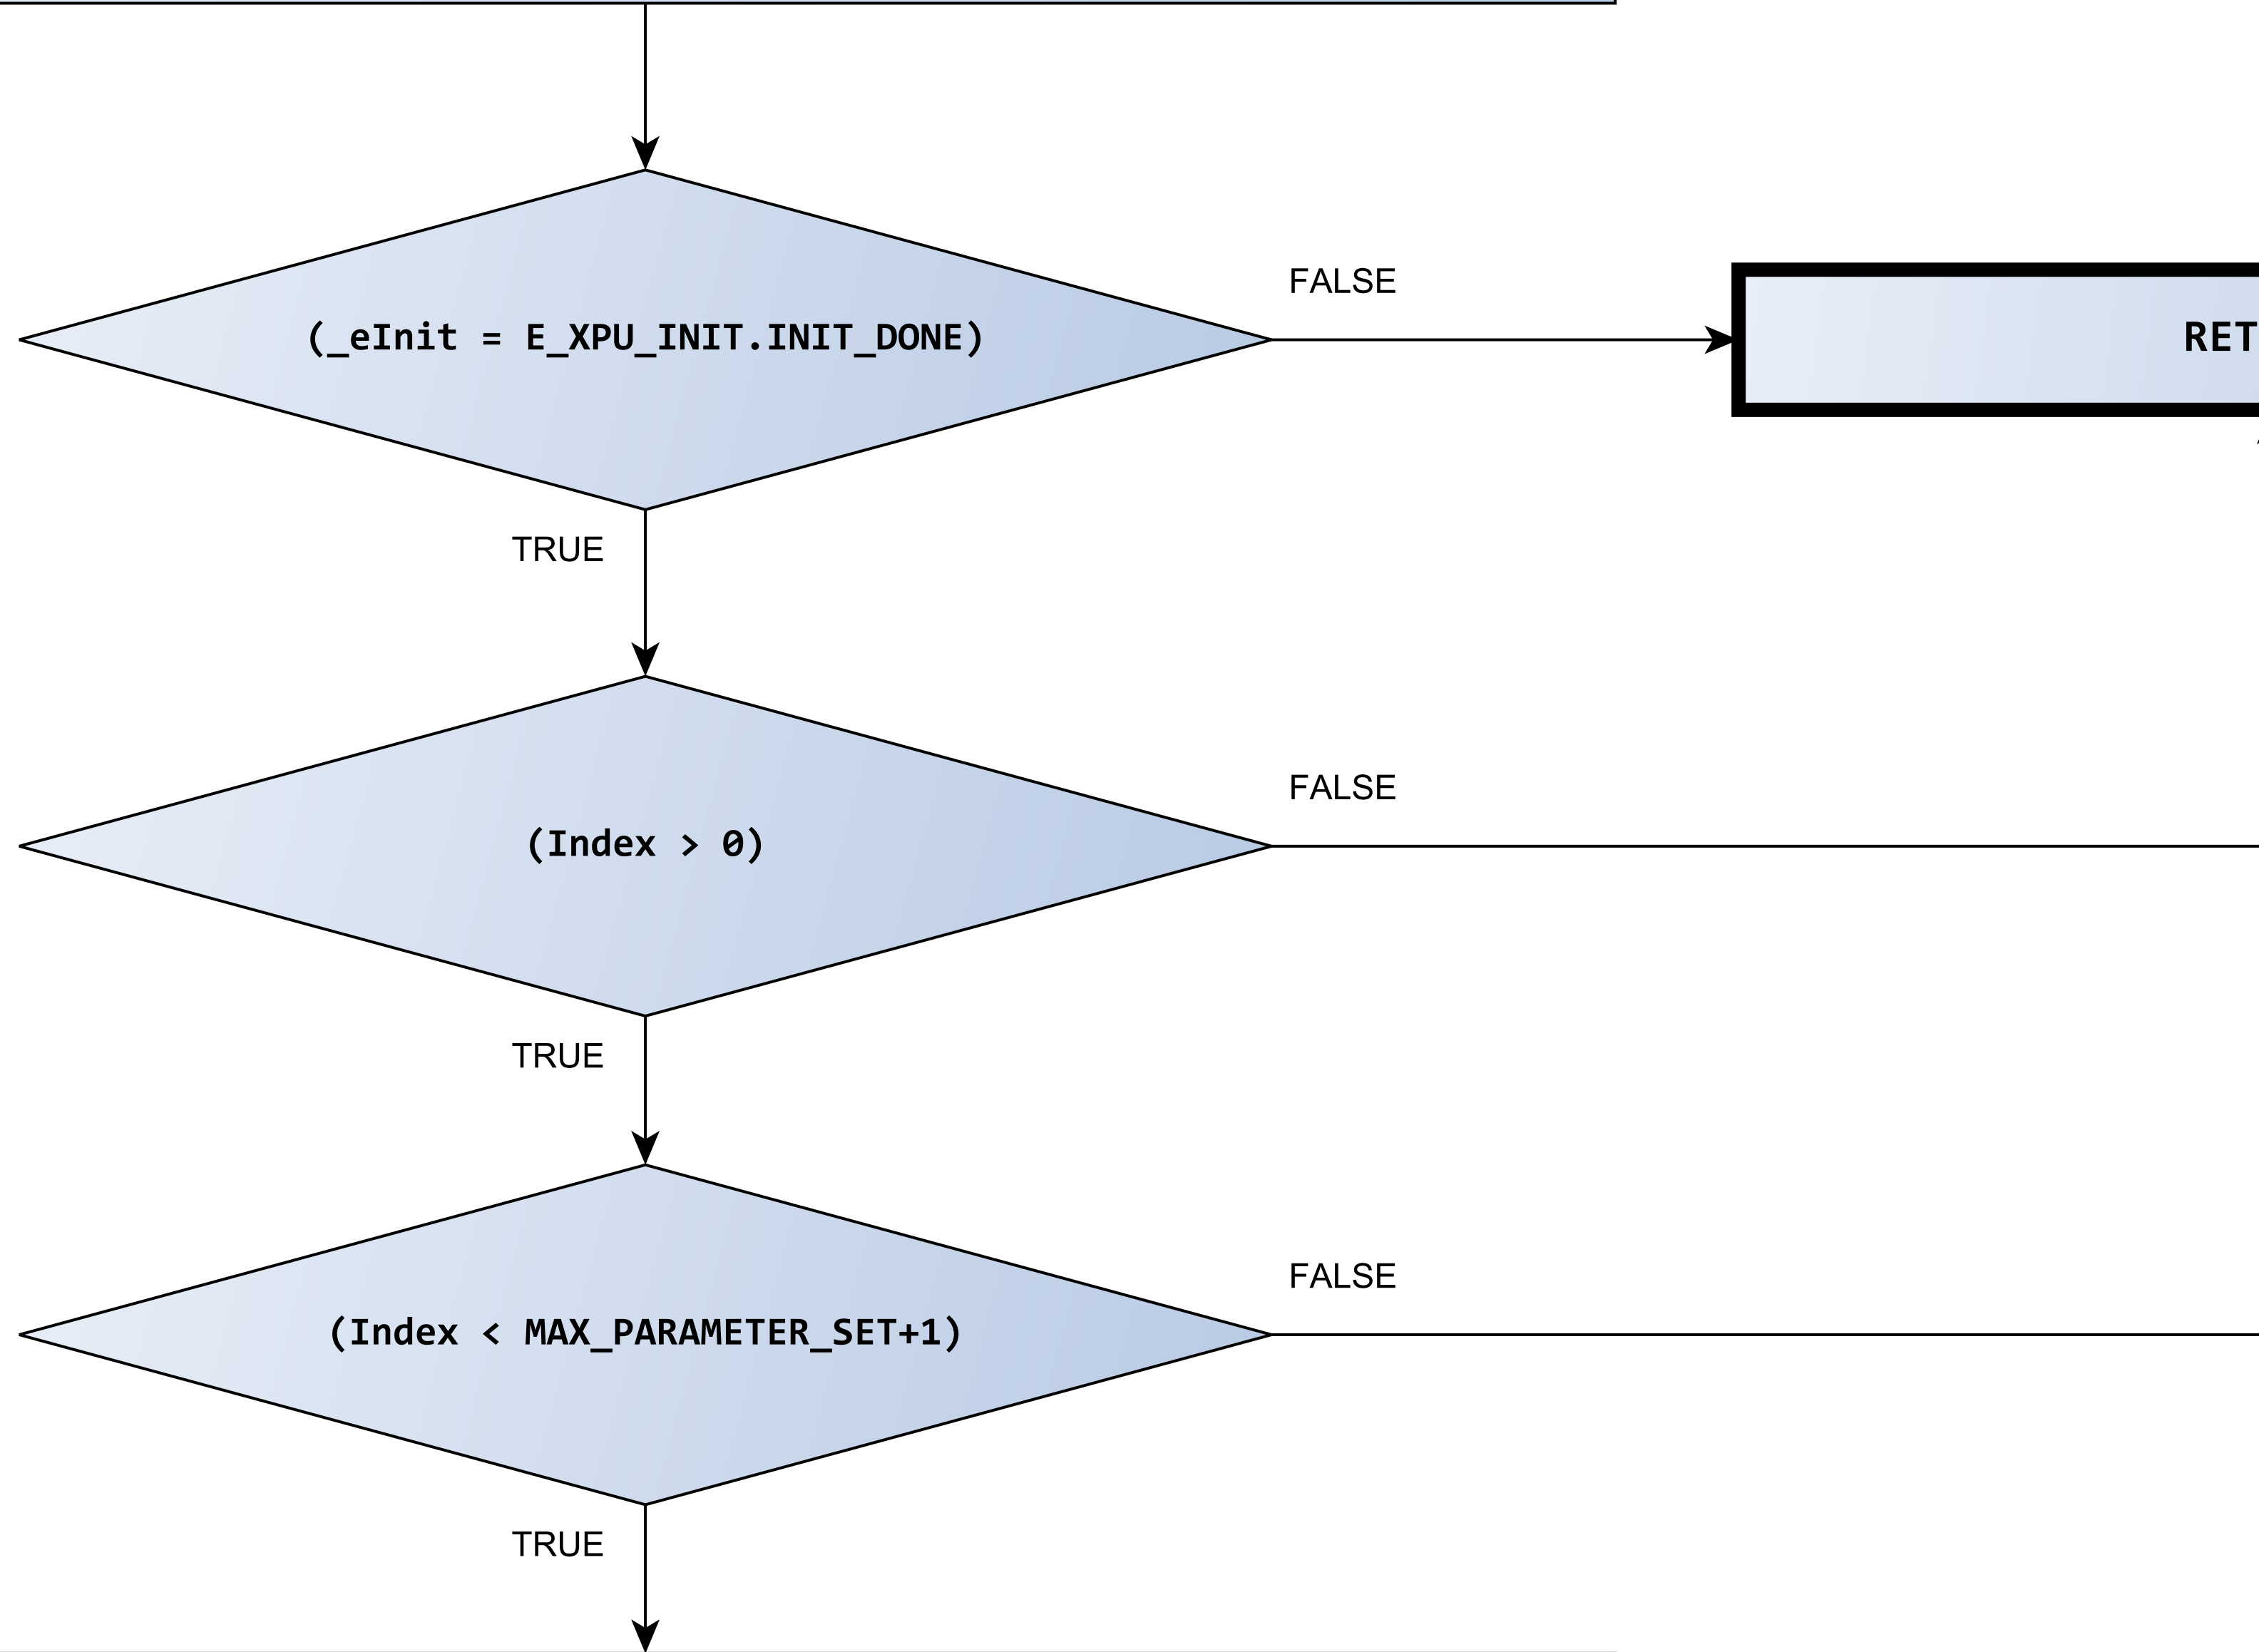 (_eInit = E_XPU_INIT.INIT_DONE)
FALSE
RET
TRUE
(Index > 0)
FALSE
TRUE
(Index < MAX_PARAMETER_SET+1)
FALSE
TRUE